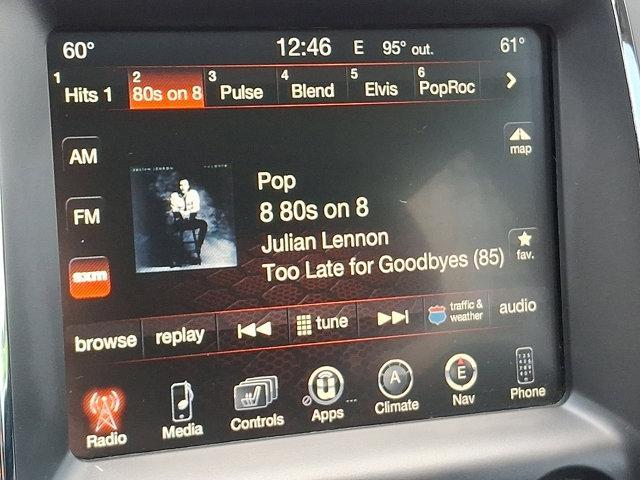 60° 12:46 E 95° out. 61°
1 Hits 1 2 80s on 8 3 Pulse 4 Blend 5 Elvis 6 PopRoc
AM
map
Pop
FM
8 80s on 8
Julian Lennon
fav.
sxm
Too Late for Goodbyes (85)
browse replay tune traffic & weather audio
Radio Media Controls Apps A Climate E Nav Phone